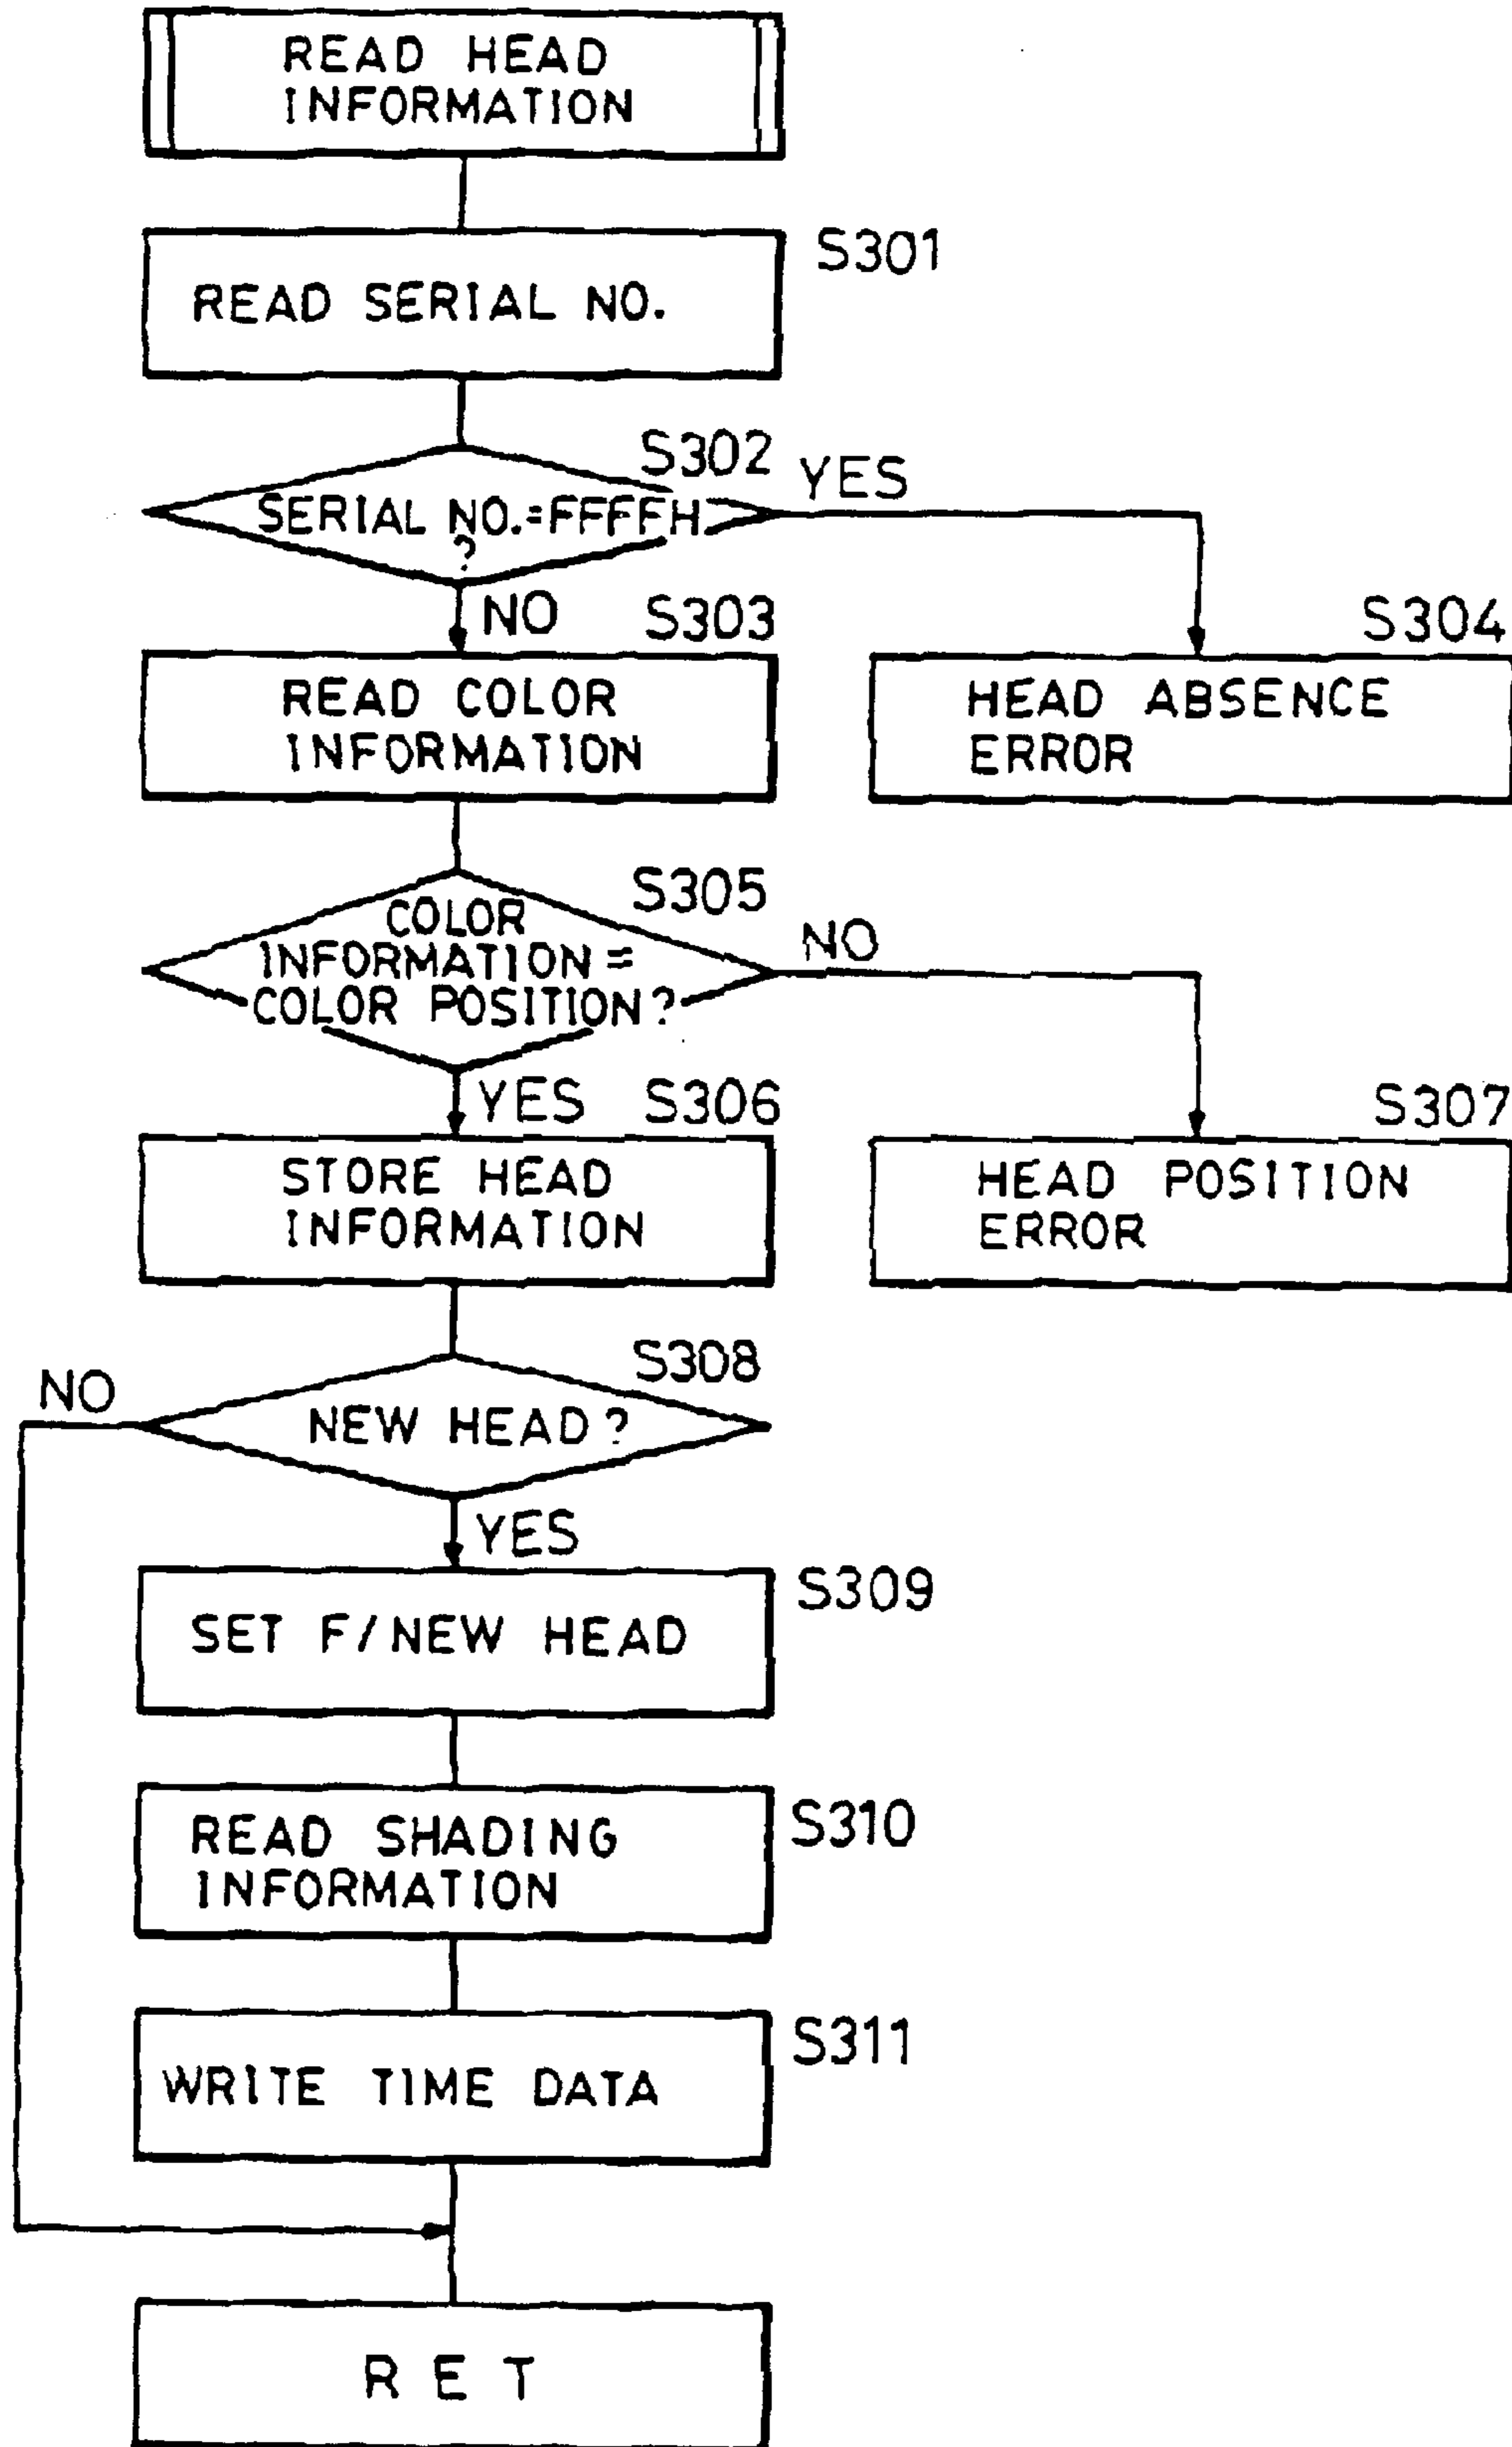 READ HEAD
INFORMATION
S301
READ SERIAL NO.
S302
YES
SERIAL NO.=FFFFH
?
NO
S303
S304
READ COLOR
INFORMATION
HEAD ABSENCE
ERROR
S305
COLOR
INFORMATION =
COLOR POSITION?
NO
YES
S306
S307
STORE HEAD
INFORMATION
HEAD POSITION
ERROR
S308
NO
NEW HEAD?
YES
S309
SET F/NEW HEAD
S310
READ SHADING
INFORMATION
S311
WRITE TIME DATA
RET